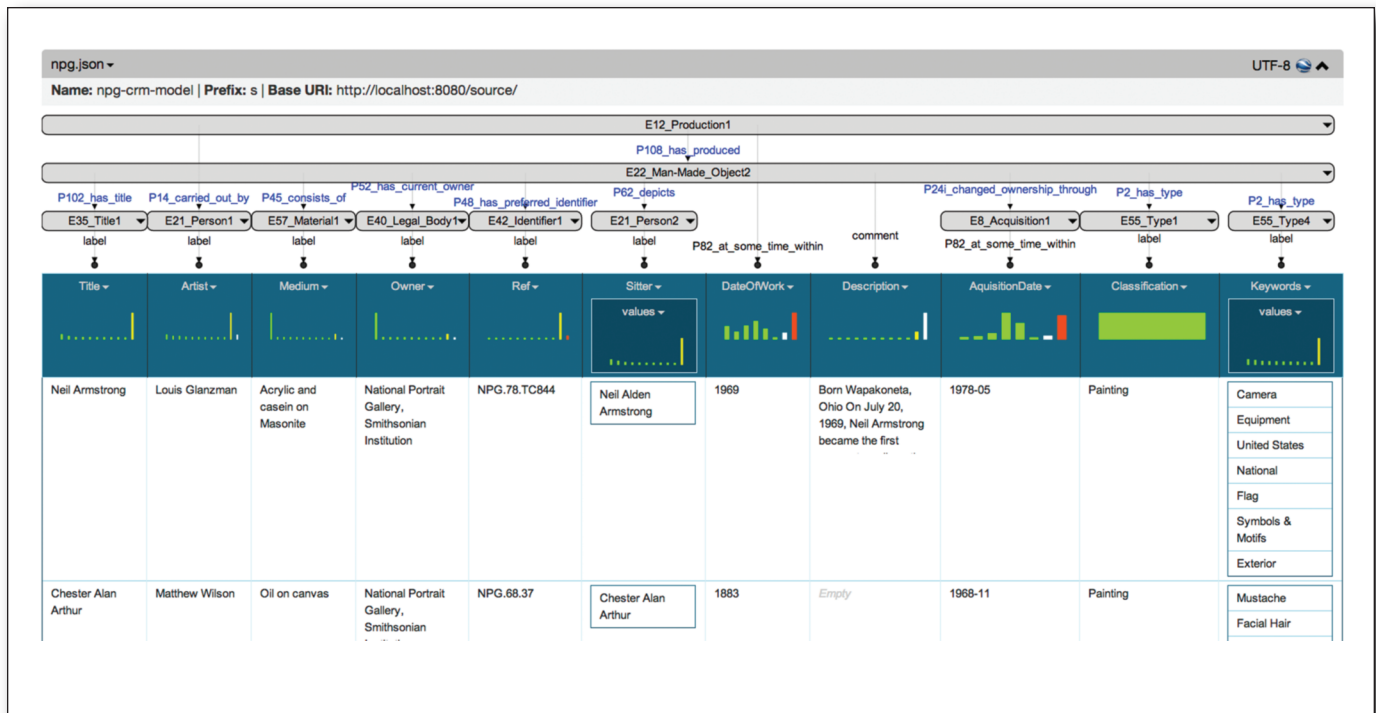 npg.json
UTF-8
Name: npg-crm-model | Prefix: s | Base URI: http://localhost:8080/source/
E12_Production1
P108_has_produced
E22_Man-Made_Object2
P102_has_title P14_carried_out_by P45_consists_of P52_has_current_owner P48_has_preferred_identifier P62_depicts P24i_changed_ownership_through P2_has_type P2_has_type
E35_Title1 E21_Person1 E57_Material1 E40_Legal_Body1 E42_Identifier1 E21_Person2 E8_Acquisition1 E55_Type1 E55_Type4
label label label label label label P82_at_some_time_within comment P82_at_some_time_within label label
Title Artist Medium Owner Ref Sitter DateOfWork Description AquisitionDate Classification Keywords
values values
Neil Armstrong Louis Glanzman Acrylic and National Portrait NPG.78.TC844 Neil Alden 1969 Born Wapakoneta, 1978-05 Painting Camera
casein on Gallery, Armstrong Ohio On July 20, Equipment
Masonite Smithsonian 1969, Neil Armstrong United States
Institution became the first National
Flag
Symbols &
Motifs
Exterior
Chester Alan Matthew Wilson Oil on canvas National Portrait NPG.68.37 Chester Alan 1883 Empty 1968-11 Painting Mustache
Arthur Gallery, Arthur Facial Hair
Smithsonian